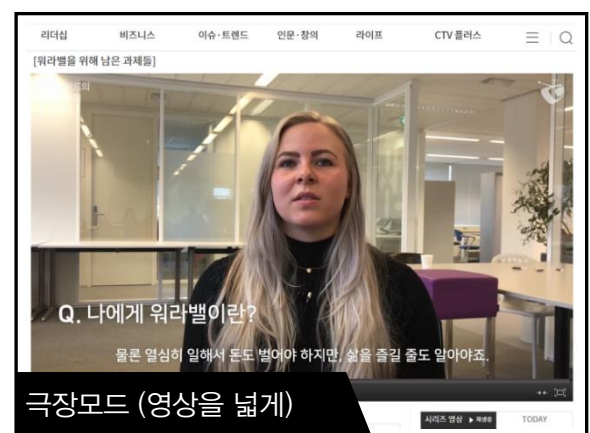 리더십 비즈니스 이슈·트렌드 인문·창의 라이프 CTV 플러스
[워라밸을 위해 남은 과제들]
Q. 나에게 워라밸이란?
물론 열심히 일해서 돈도 벌어야 하지만, 삶을 즐길 줄도 알아야죠.
극장모드 (영상을 넓게)
시리즈 영상 ▶ 재생중 TODAY